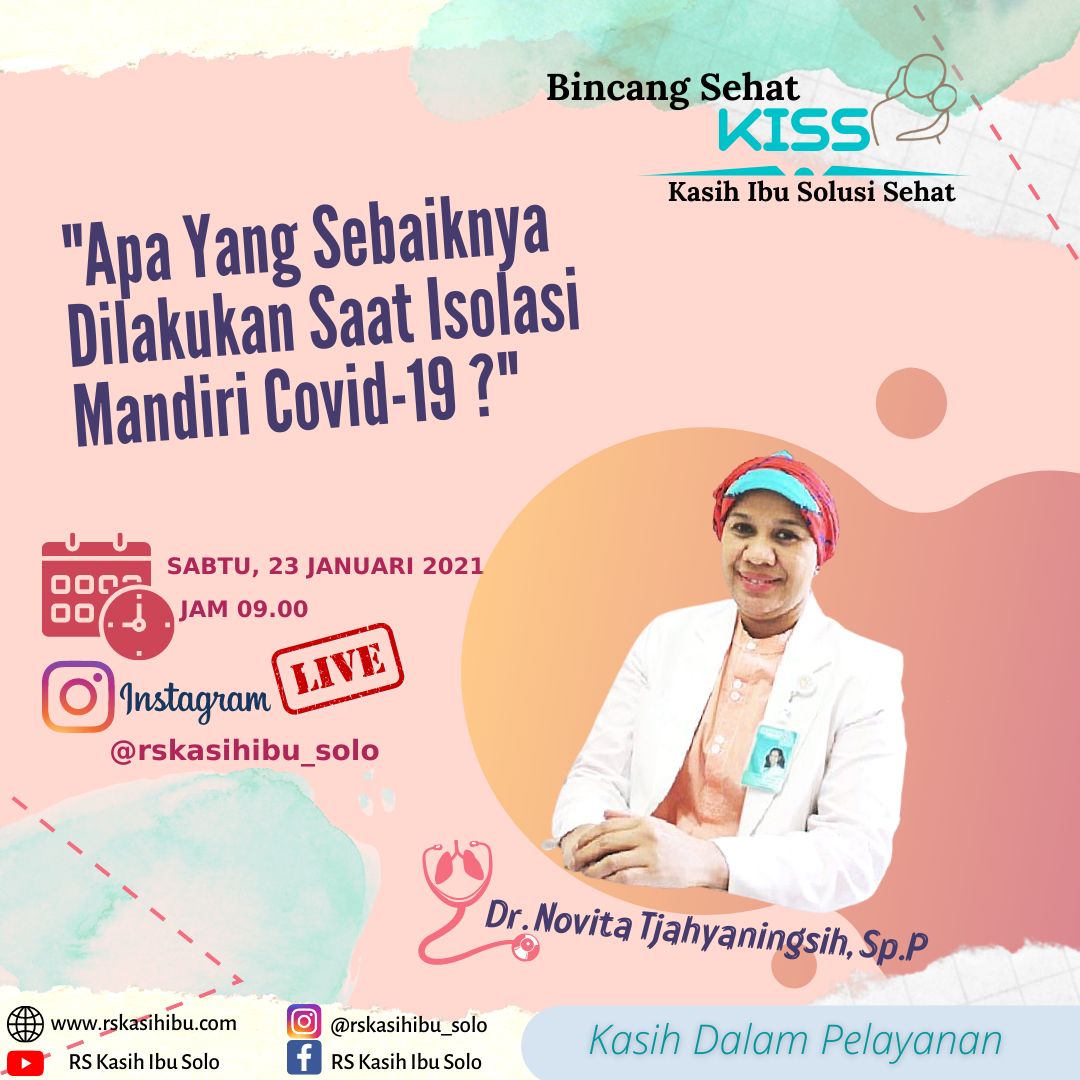 Bincang Sehat
KISS
Kasih Ibu Solusi Sehat
"Apa Yang Sebaiknya
Dilakukan Saat Isolasi
Mandiri Covid-19 ?"
SABTU, 23 JANUARI 2021
JAM 09.00
Instagram LIVE
@rskasihibu_solo
Dr. Novita Tjahyaningsih, Sp.P
www.rskasihibu.com @rskasihibu_solo
RS Kasih Ibu Solo RS Kasih Ibu Solo
Kasih Dalam Pelayanan